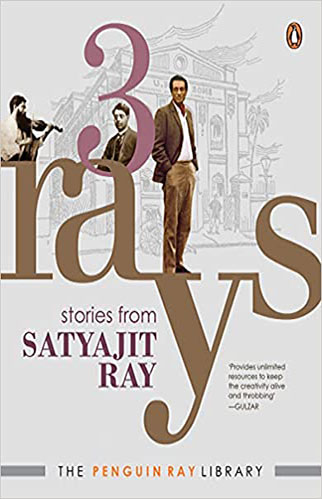 3
rays
stories from
SATYAJIT
RAY
'Provides unlimited
resources to keep
the creativity alive
and throbbing'
—GULZAR
THE PENGUIN RAY LIBRARY